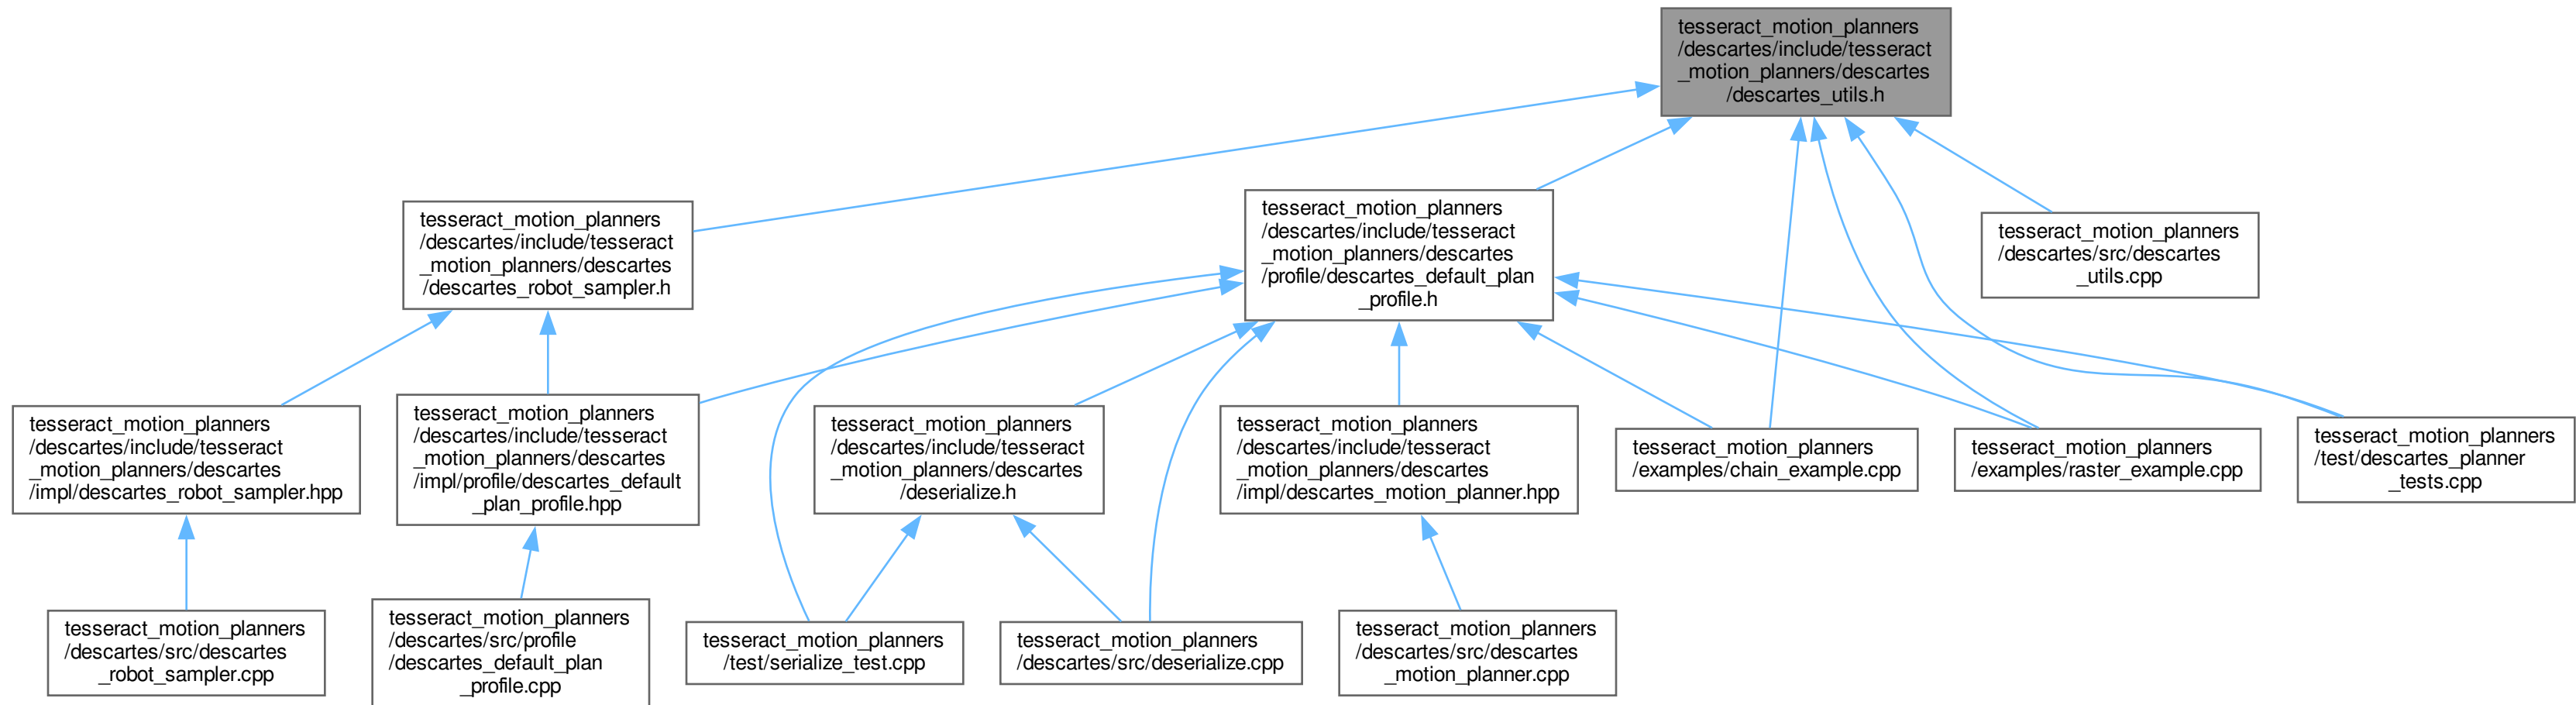 tesseract_motion_planners
/descartes/include/tesseract
_motion_planners/descartes
/descartes_utils.h
tesseract_motion_planners
/descartes/include/tesseract
_motion_planners/descartes
/descartes_robot_sampler.h
tesseract_motion_planners
/descartes/include/tesseract
_motion_planners/descartes
/profile/descartes_default_plan
_profile.h
tesseract_motion_planners
/descartes/src/descartes
_utils.cpp
tesseract_motion_planners
/descartes/include/tesseract
_motion_planners/descartes
/impl/descartes_robot_sampler.hpp
tesseract_motion_planners
/descartes/include/tesseract
_motion_planners/descartes
/impl/profile/descartes_default
_plan_profile.hpp
tesseract_motion_planners
/descartes/include/tesseract
_motion_planners/descartes
/deserialize.h
tesseract_motion_planners
/descartes/include/tesseract
_motion_planners/descartes
/impl/descartes_motion_planner.hpp
tesseract_motion_planners
/examples/chain_example.cpp
tesseract_motion_planners
/examples/raster_example.cpp
tesseract_motion_planners
/test/descartes_planner
_tests.cpp
tesseract_motion_planners
/descartes/src/descartes
_robot_sampler.cpp
tesseract_motion_planners
/descartes/src/profile
/descartes_default_plan
_profile.cpp
tesseract_motion_planners
/test/serialize_test.cpp
tesseract_motion_planners
/descartes/src/deserialize.cpp
tesseract_motion_planners
/descartes/src/descartes
_motion_planner.cpp